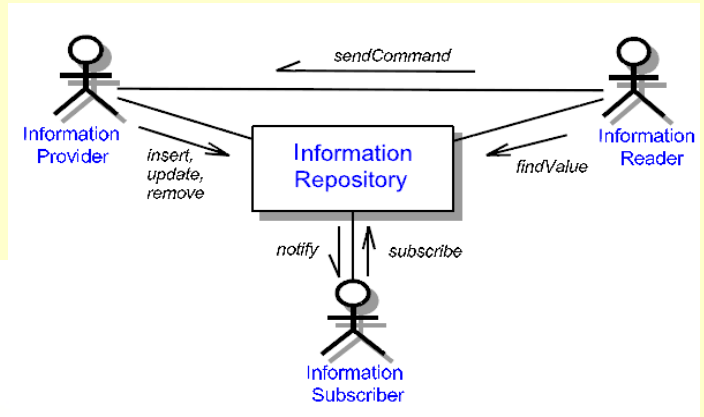 sendCommand
Information
Provider
insert,
update,
remove
Information
Repository
findValue
Information
Reader
notify
subscribe
Information
Subscriber